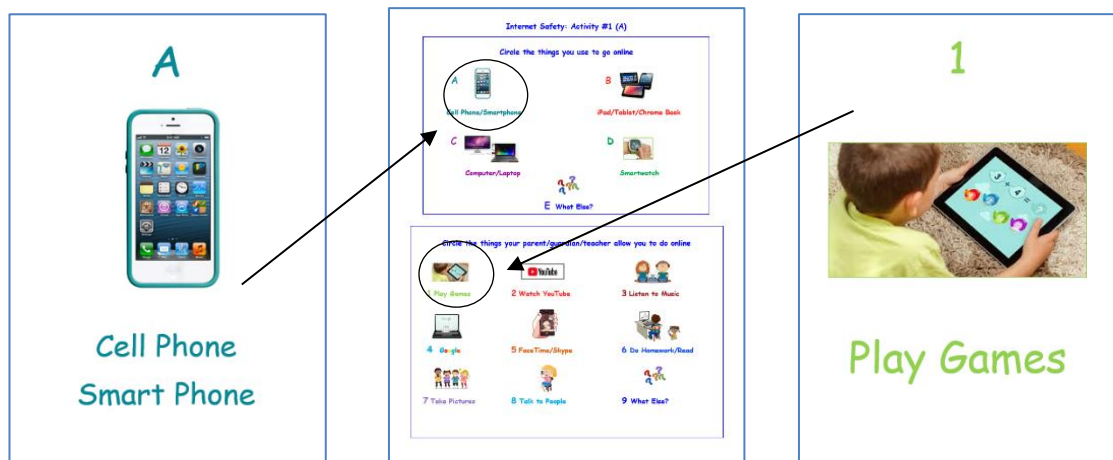 A
Cell Phone
Smart Phone
Internet Safety: Activity #1 (A)
Circle the things you use to go online
A
Cell Phone/Smartphone
B
iPad/Tablet/Chrome Book
C
Computer/Laptop
D
Smartwatch
E What Else?
Circle the things your parent/guardian/teacher allow you to do online
1 Play Games
YouTube
2 Watch YouTube
3 Listen to Music
4 Google
5 FaceTime/Skype
6 Do Homework/Read
7 Take Pictures
8 Talk to People
9 What Else?
1
3 × 4 =
Play Games